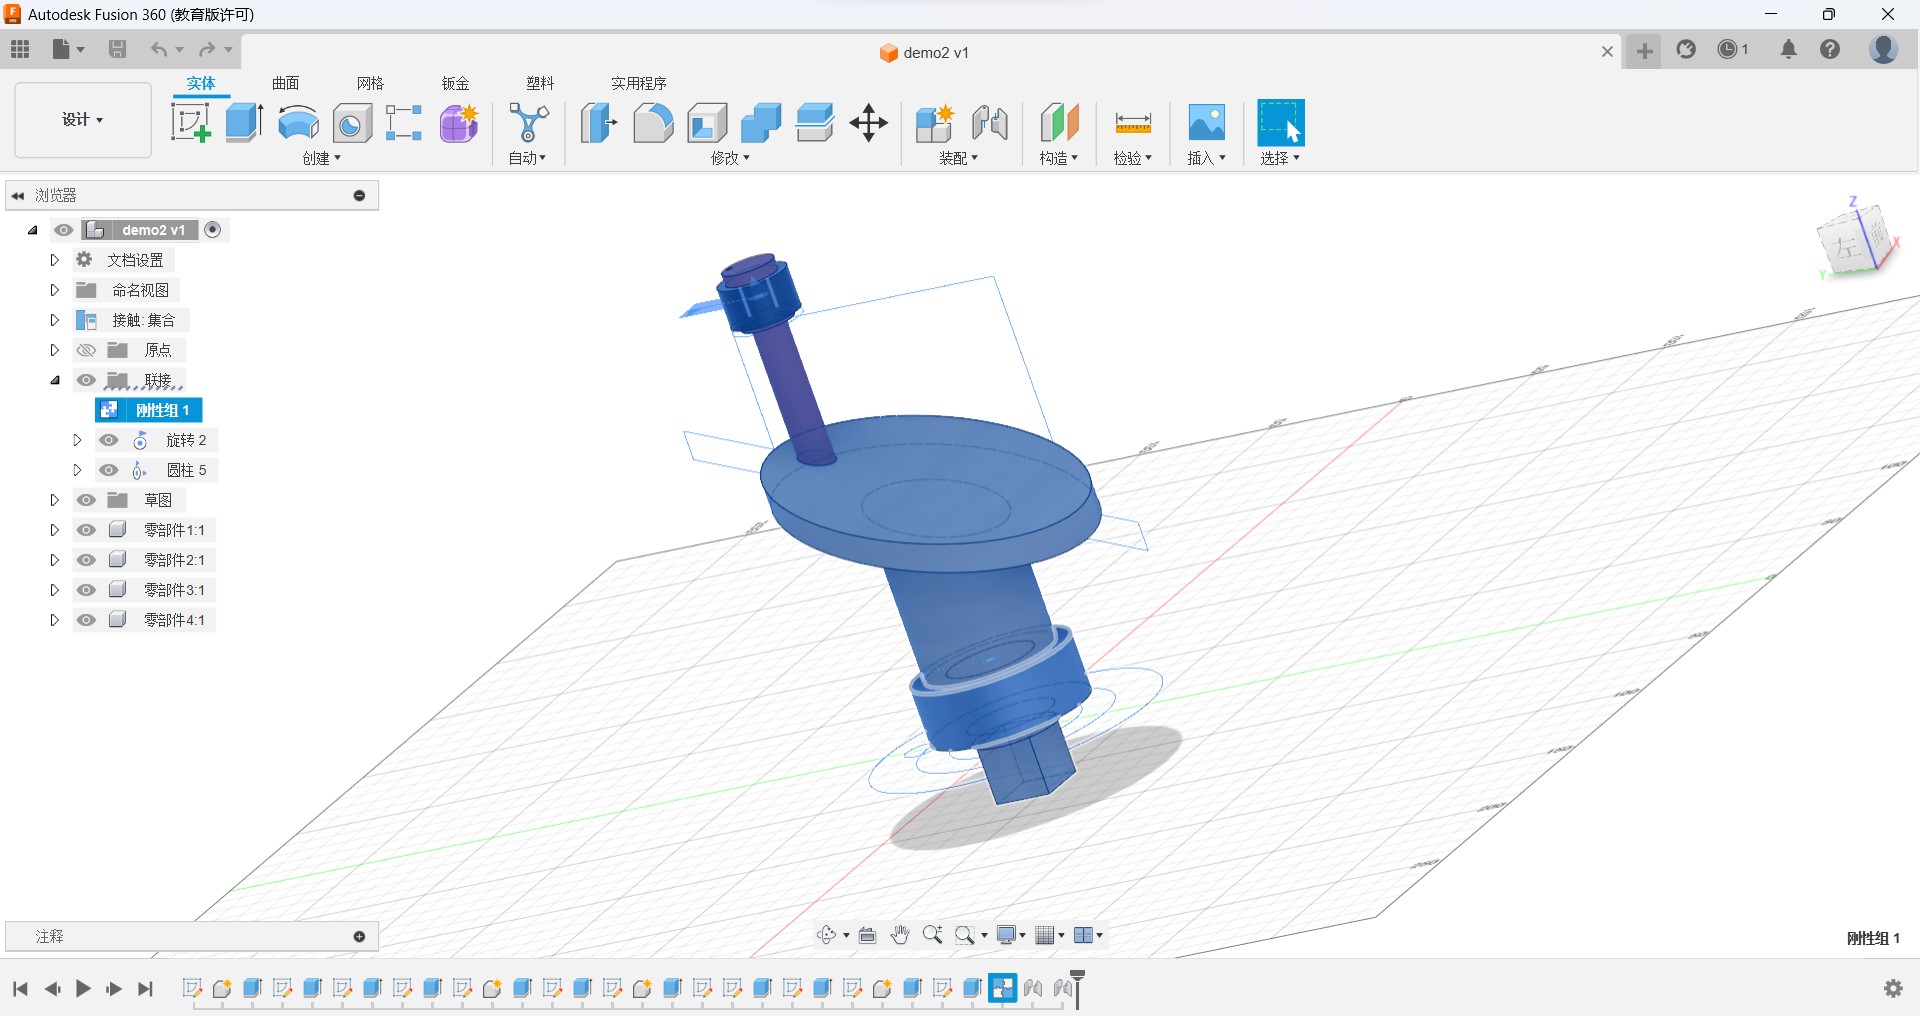 Autodesk Fusion 360 (教育版许可)
demo2 v1
1
实体 曲面 网格 钣金 塑料 实用程序
设计
创建 自动 修改 装配 构造 检验 插入 选择
浏览器
demo2 v1
文档设置
命名视图
接触: 集合
原点
联接
刚性组 1
旋转 2
圆柱 5
草图
零部件1:1
零部件2:1
零部件3:1
零部件4:1
Z
左 前
X
Y
注释
刚性组 1